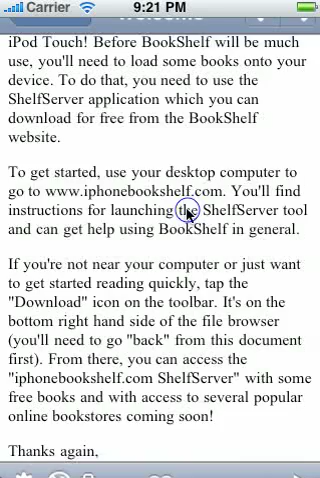 Carrier 9:21 PM
iPod Touch! Before BookShelf will be much
use, you'll need to load some books onto your
device. To do that, you need to use the
ShelfServer application which you can
download for free from the BookShelf
website.
To get started, use your desktop computer to
go to www.iphonebookshelf.com. You'll find
instructions for launching the ShelfServer tool
and can get help using BookShelf in general.
If you're not near your computer or just want
to get started reading quickly, tap the
"Download" icon on the toolbar. It's on the
bottom right hand side of the file browser
(you'll need to go "back" from this document
first). From there, you can access the
"iphonebookshelf.com ShelfServer" with some
free books and with access to several popular
online bookstores coming soon!
Thanks again,